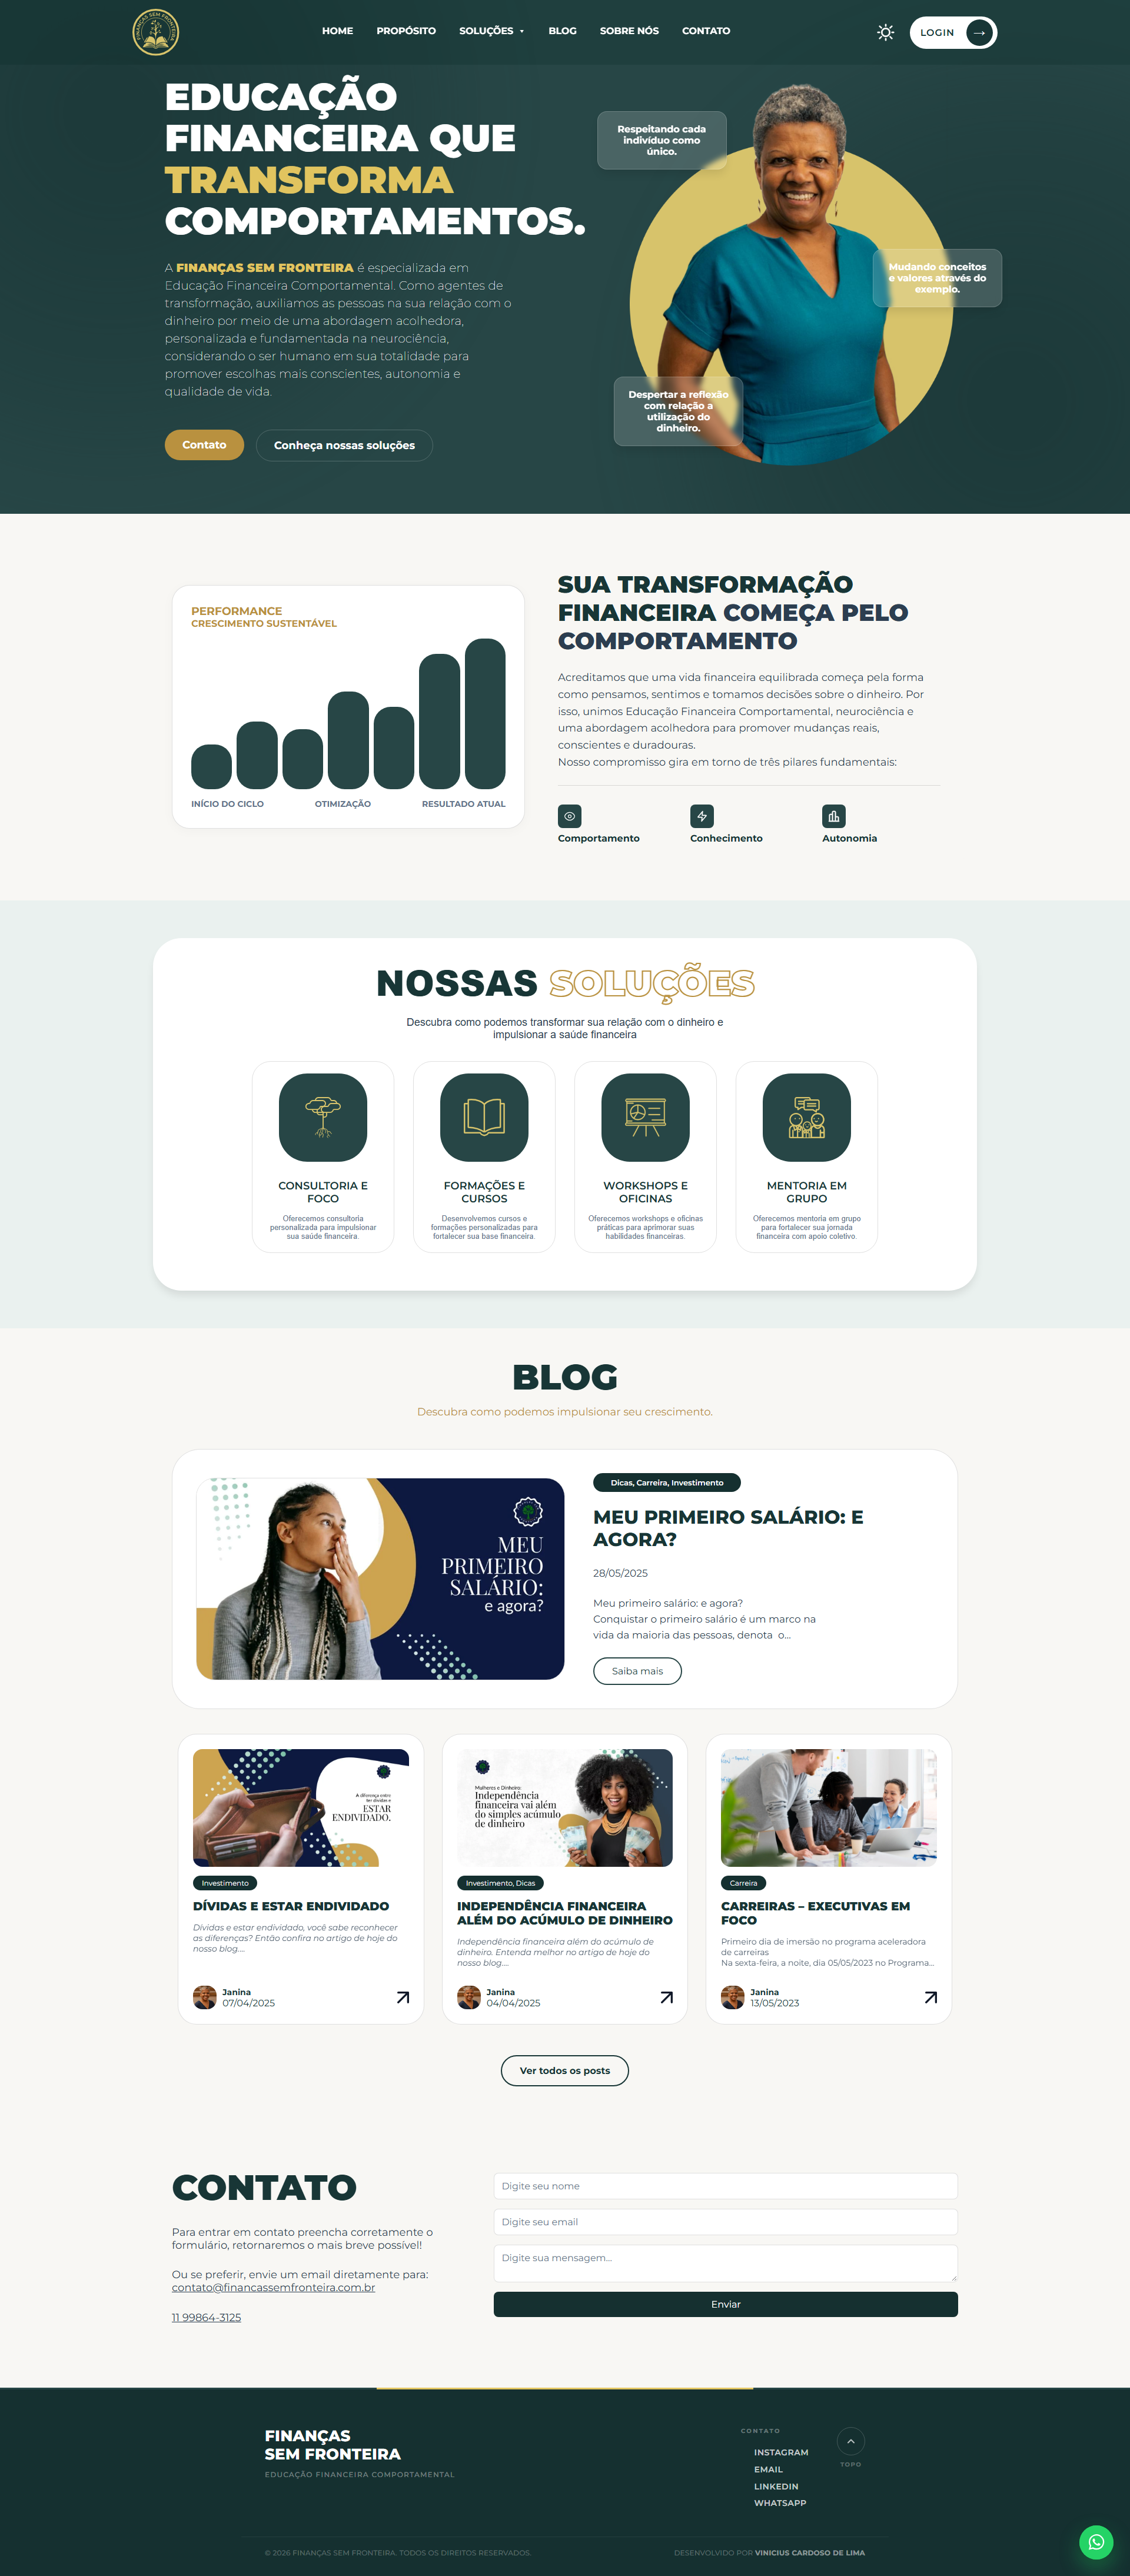 FINANÇAS SEM FRONTEIRA
HOME
PROPÓSITO
SOLUÇÕES
BLOG
SOBRE NÓS
CONTATO
LOGIN
EDUCAÇÃO
FINANCEIRA QUE
TRANSFORMA
COMPORTAMENTOS.
A FINANÇAS SEM FRONTEIRA é especializada em
Educação Financeira Comportamental. Como agentes de
transformação, auxiliamos as pessoas na sua relação com o
dinheiro por meio de uma abordagem acolhedora,
personalizada e fundamentada na neurociência,
considerando o ser humano em sua totalidade para
promover escolhas mais conscientes, autonomia e
qualidade de vida.
Contato
Conheça nossas soluções
Respeitando cada
indivíduo como
único.
Mudando conceitos
e valores através do
exemplo.
Despertar a reflexão
com relação a
utilização do
dinheiro.
PERFORMANCE
CRESCIMENTO SUSTENTÁVEL
INÍCIO DO CICLO
OTIMIZAÇÃO
RESULTADO ATUAL
SUA TRANSFORMAÇÃO
FINANCEIRA COMEÇA PELO
COMPORTAMENTO
Acreditamos que uma vida financeira equilibrada começa pela forma
como pensamos, sentimos e tomamos decisões sobre o dinheiro. Por
isso, unimos Educação Financeira Comportamental, neurociência e
uma abordagem acolhedora para promover mudanças reais,
conscientes e duradouras.
Nosso compromisso gira em torno de três pilares fundamentais:
Comportamento
Conhecimento
Autonomia
NOSSAS SOLUÇÕES
Descubra como podemos transformar sua relação com o dinheiro e
impulsionar a saúde financeira
CONSULTORIA E
FOCO
Oferecemos consultoria
personalizada para impulsionar
sua saúde financeira.
FORMAÇÕES E
CURSOS
Desenvolvemos cursos e
formações personalizadas para
fortalecer sua base financeira.
WORKSHOPS E
OFICINAS
Oferecemos workshops e oficinas
práticas para aprimorar suas
habilidades financeiras.
MENTORIA EM
GRUPO
Oferecemos mentoria em grupo
para fortalecer sua jornada
financeira com apoio coletivo.
BLOG
Descubra como podemos impulsionar seu crescimento.
MEU
PRIMEIRO
SALÁRIO:
e agora?
Dicas, Carreira, Investimento
MEU PRIMEIRO SALÁRIO: E
AGORA?
28/05/2025
Meu primeiro salário: e agora?
Conquistar o primeiro salário é um marco na
vida da maioria das pessoas, denota o...
Saiba mais
A diferença entre
ter dívidas e
ESTAR
ENDIVIDADO.
Investimento
DÍVIDAS E ESTAR ENDIVIDADO
Dívidas e estar endividado, você sabe reconhecer
as diferenças? Então confira no artigo de hoje do
nosso blog....
Janina
07/04/2025
Mulheres e Dinheiro:
Independência
financeira vai além
do simples acúmulo
de dinheiro
Investimento, Dicas
INDEPENDÊNCIA FINANCEIRA
ALÉM DO ACÚMULO DE DINHEIRO
Independência financeira além do acúmulo de
dinheiro. Entenda melhor no artigo de hoje do
nosso blog....
Janina
04/04/2025
Carreira
CARREIRAS – EXECUTIVAS EM
FOCO
Primeiro dia de imersão no programa aceleradora
de carreiras
Na sexta-feira, a noite, dia 05/05/2023 no Programa...
Janina
13/05/2023
Ver todos os posts
CONTATO
Para entrar em contato preencha corretamente o
formulário, retornaremos o mais breve possível!
Ou se preferir, envie um email diretamente para:
contato@financassemfronteira.com.br
11 99864-3125
Digite seu nome
Digite seu email
Digite sua mensagem...
Enviar
FINANÇAS
SEM FRONTEIRA
EDUCAÇÃO FINANCEIRA COMPORTAMENTAL
CONTATO
INSTAGRAM
EMAIL
LINKEDIN
WHATSAPP
TOPO
© 2026 FINANÇAS SEM FRONTEIRA. TODOS OS DIREITOS RESERVADOS.
DESENVOLVIDO POR VINICIUS CARDOSO DE LIMA